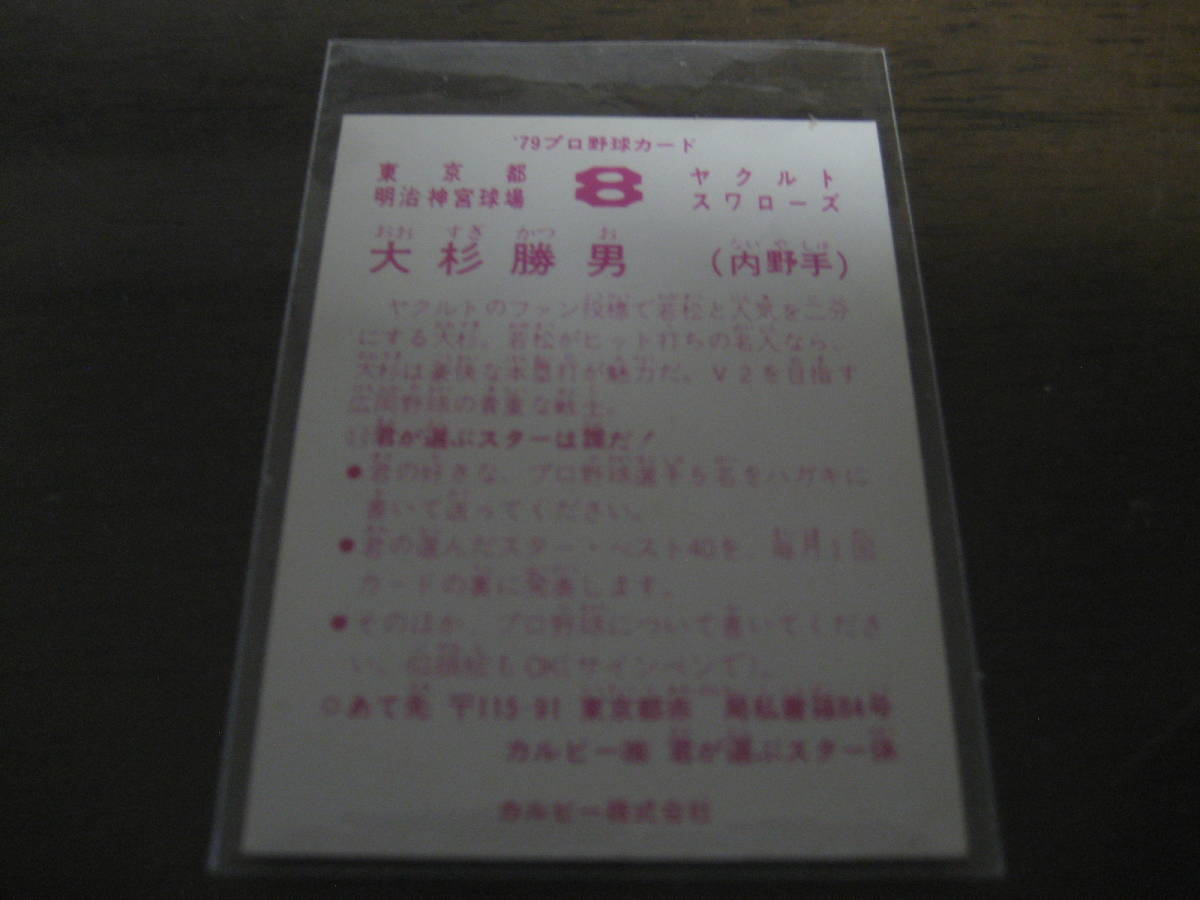 '79プロ野球カード
東京都
明治神宮球場
8
ヤクルト
スワローズ
おおすぎかつお
大杉勝男
ないやしゅ
(内野手)
ヤクルトのファン投票で若松と人気を二分
にする大杉。若松がヒット打ちの名人なら、
大杉は豪快な本塁打が魅力だ。V2を目指す
広岡野球の貴重な戦士。
君が選ぶスターは誰だ!
●君の好きな、プロ野球選手5名をハガキに
書いて送ってください。
●君の選んだスター・ベスト40を、毎月1回
カードの裏に発表します。
●そのほか、プロ野球について書いてくださ
い。似顔絵もOK(サインペンで)。
◎あて先 〒115-91 東京都赤 局私書箱84号
カルビー㈱ 君が選ぶスター係
カルビー株式会社